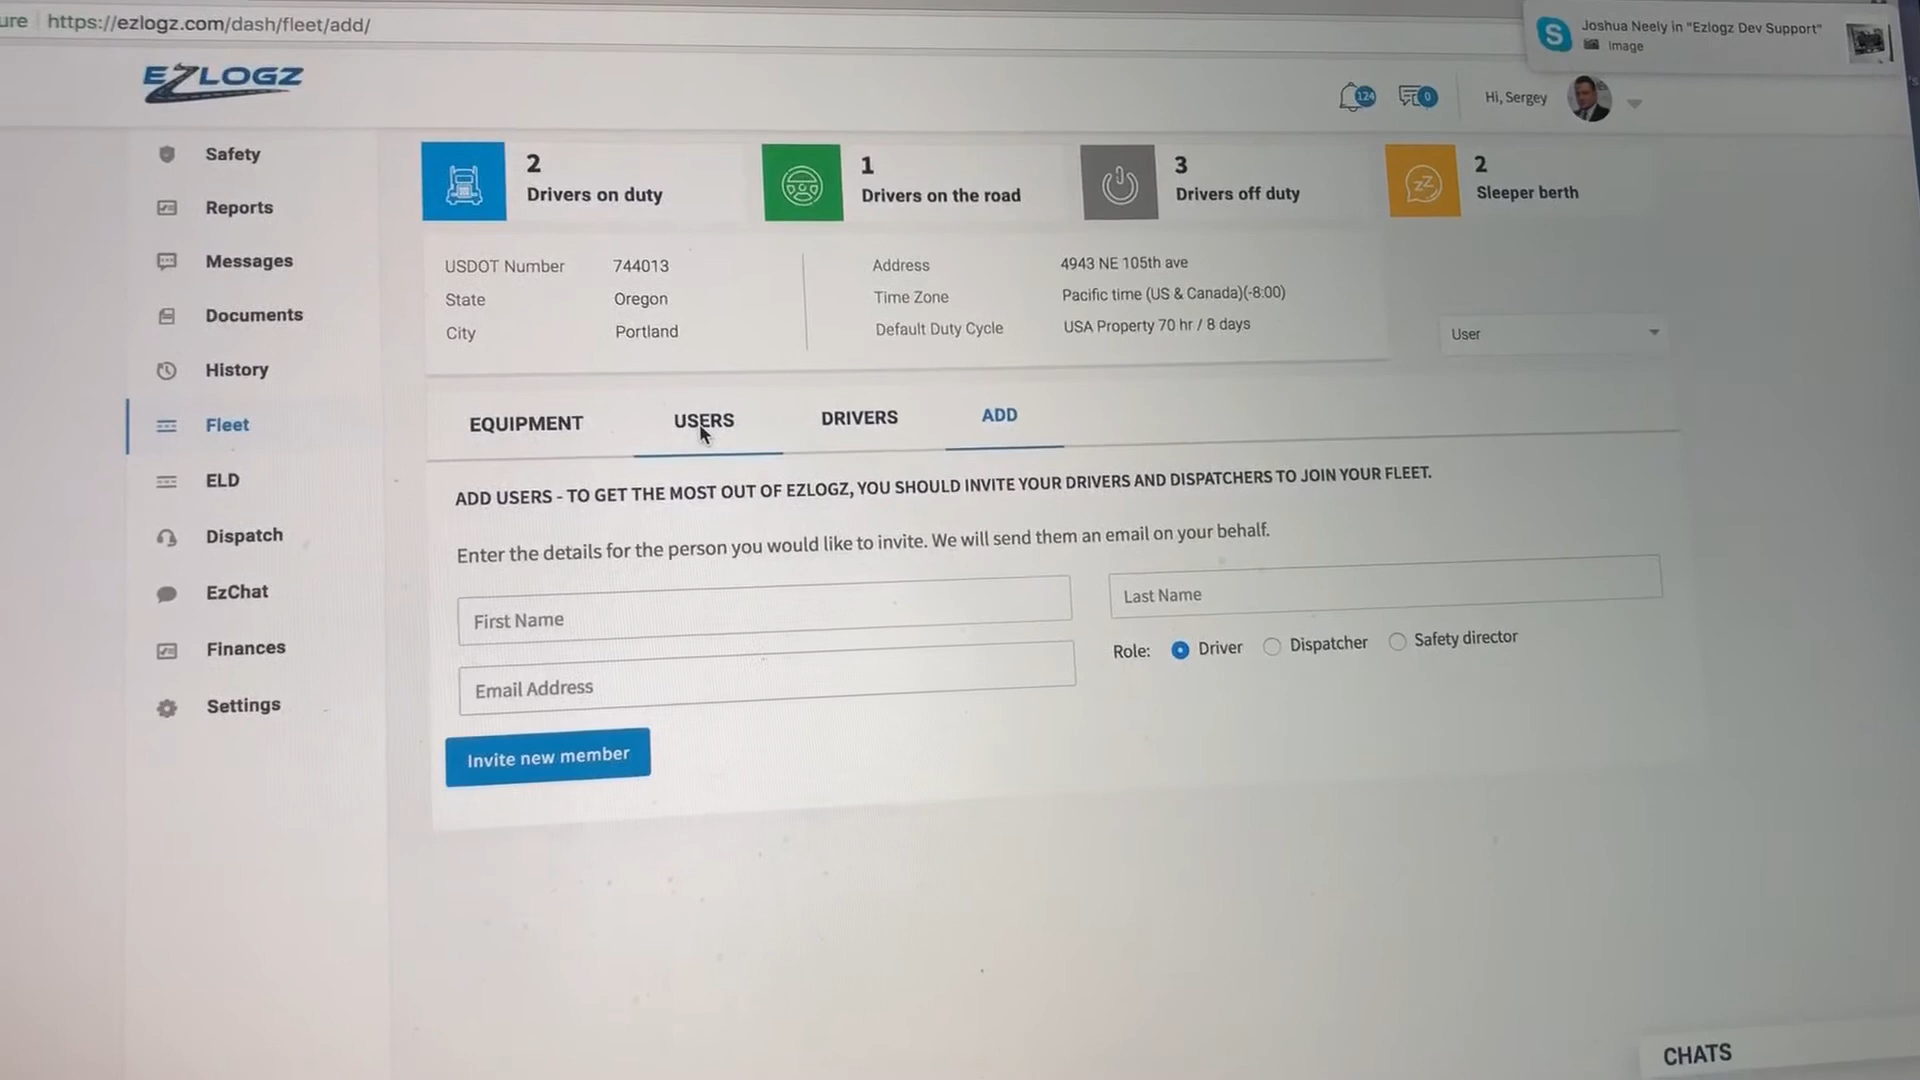 ure https://ezlogz.com/dash/fleet/add/
Joshua Neely in "Ezlogz Dev Support"
Image
EZLOGZ
124
0
Hi, Sergey
Safety
Reports
Messages
Documents
History
Fleet
ELD
Dispatch
EzChat
Finances
Settings
2
Drivers on duty
1
Drivers on the road
3
Drivers off duty
2
Sleeper berth
USDOT Number 744013
State Oregon
City Portland
Address 4943 NE 105th ave
Time Zone Pacific time (US & Canada)(-8:00)
Default Duty Cycle USA Property 70 hr / 8 days
User
EQUIPMENT USERS DRIVERS ADD
ADD USERS - TO GET THE MOST OUT OF EZLOGZ, YOU SHOULD INVITE YOUR DRIVERS AND DISPATCHERS TO JOIN YOUR FLEET.
Enter the details for the person you would like to invite. We will send them an email on your behalf.
First Name
Last Name
Email Address
Role: Driver Dispatcher Safety director
Invite new member
CHATS